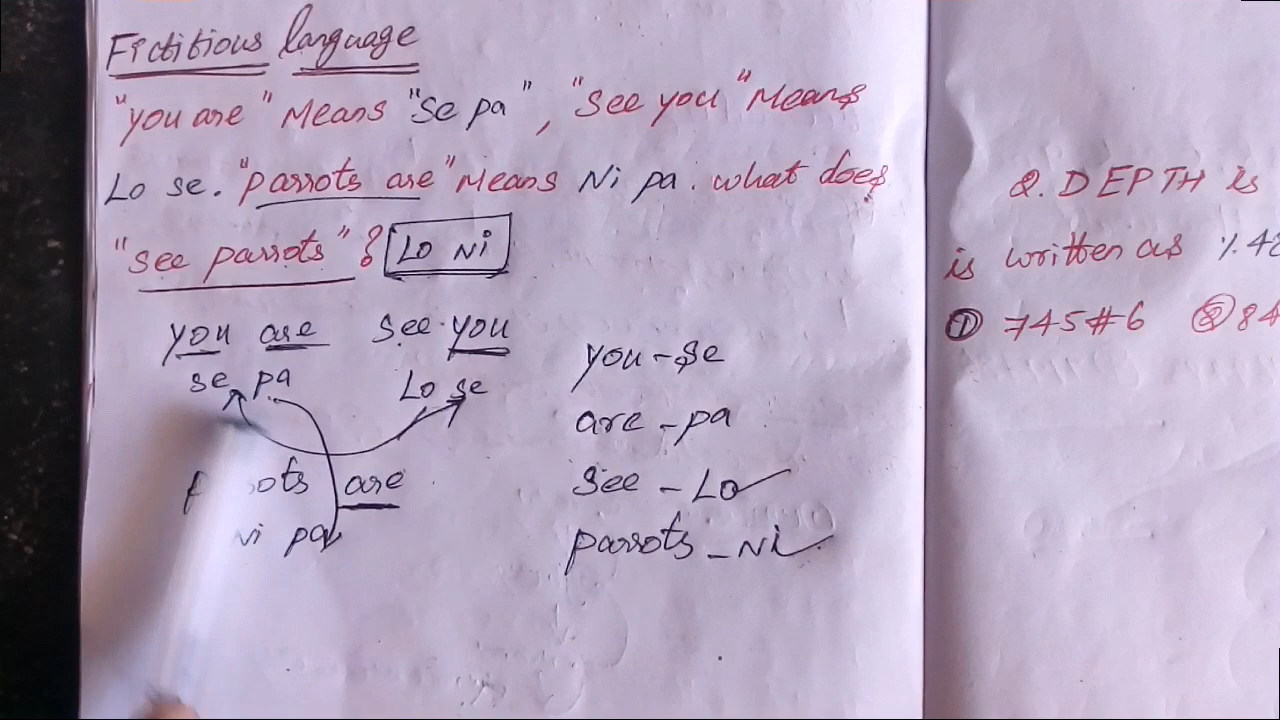 Fictitious language
"you are" Means "Se pa", "See you" Means
Lo se. "parrots are" Means Ni pa. what does
"See parrots"? Lo Ni
you are See you
se pa Lo se
are
pa
you - Se
are - pa
See - Lo
parrots - Ni
Q. DEPTH is
is written as
① 745#6 ② 84